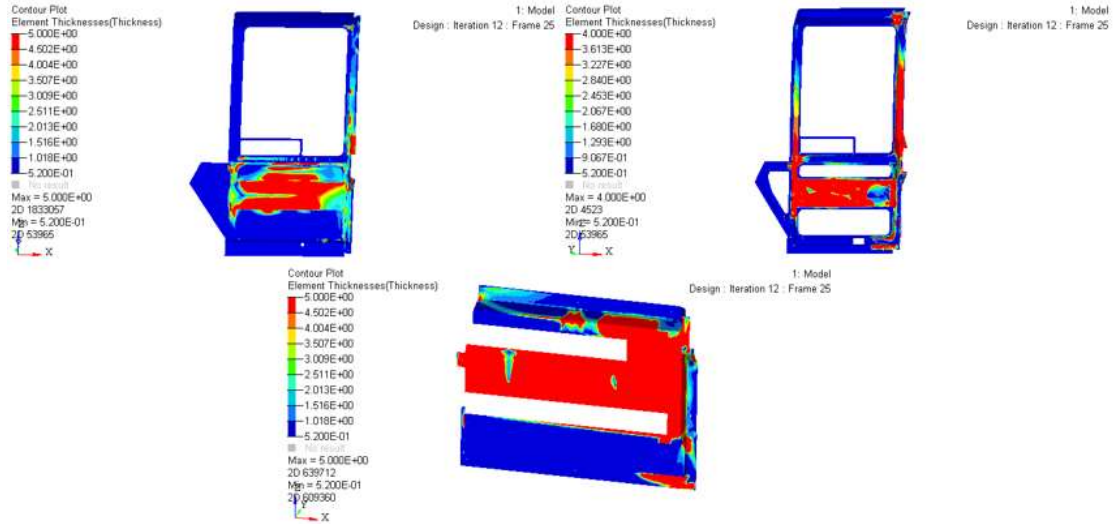 Contour Plot
Element Thicknesses(Thickness)
5.000E+00
4.502E+00
4.004E+00
3.507E+00
3.009E+00
2.511E+00
2.013E+00
1.516E+00
1.018E+00
5.200E-01
No result
Max = 5.000E+00
2D 1833057
Min = 5.200E-01
2D 53965
X
1: Model
Design : Iteration 12 : Frame 25
Contour Plot
Element Thicknesses(Thickness)
4.000E+00
3.613E+00
3.227E+00
2.840E+00
2.453E+00
2.067E+00
1.680E+00
1.293E+00
9.067E-01
5.200E-01
No result
Max = 4.000E+00
2D 4523
Min = 5.200E-01
2D 53965
Y
X
1: Model
Design : Iteration 12 : Frame 25
Contour Plot
Element Thicknesses(Thickness)
5.000E+00
4.502E+00
4.004E+00
3.507E+00
3.009E+00
2.511E+00
2.013E+00
1.516E+00
1.018E+00
5.200E-01
No result
Max = 5.000E+00
2D 639712
Min = 5.200E-01
2D 609360
Y
X
1: Model
Design : Iteration 12 : Frame 25